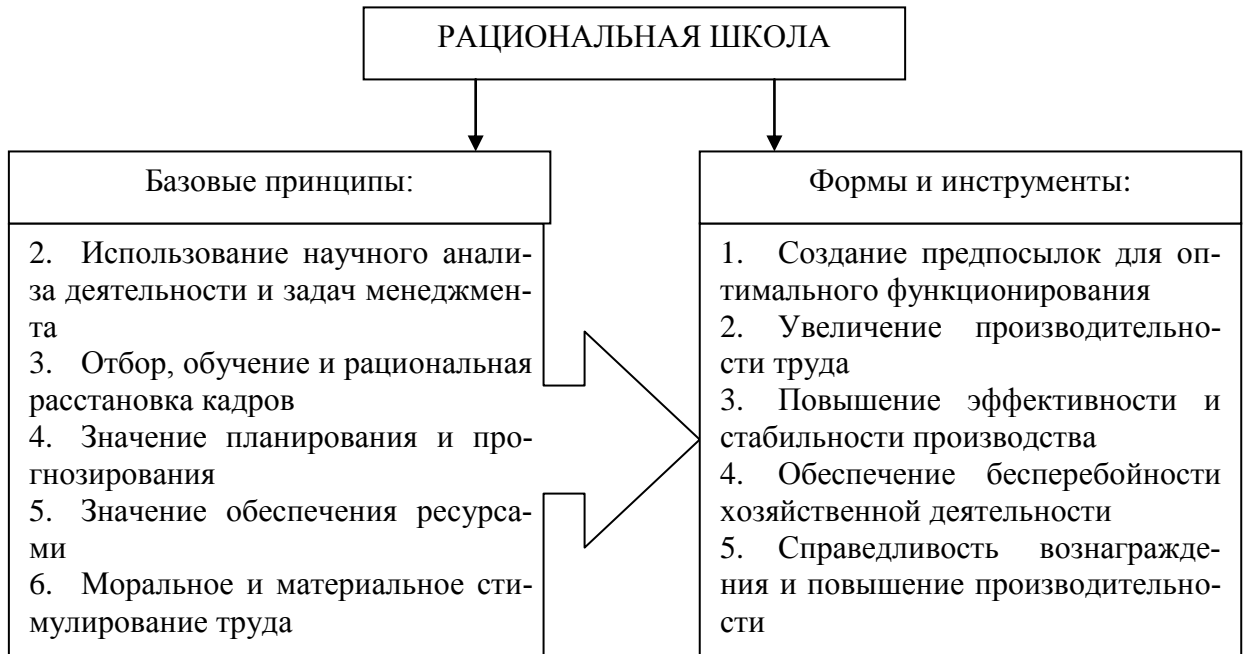 РАЦИОНАЛЬНАЯ ШКОЛА
Базовые принципы:
2. Использование научного анали-
за деятельности и задач менеджмен-
та
3. Отбор, обучение и рациональная
расстановка кадров
4. Значение планирования и про-
гнозирования
5. Значение обеспечения ресурса-
ми
6. Моральное и материальное сти-
мулирование труда
Формы и инструменты:
1. Создание предпосылок для оп-
тимального функционирования
2. Увеличение производительно-
сти труда
3. Повышение эффективности и
стабильности производства
4. Обеспечение бесперебойности
хозяйственной деятельности
5. Справедливость вознагражде-
ния и повышение производительно-
сти